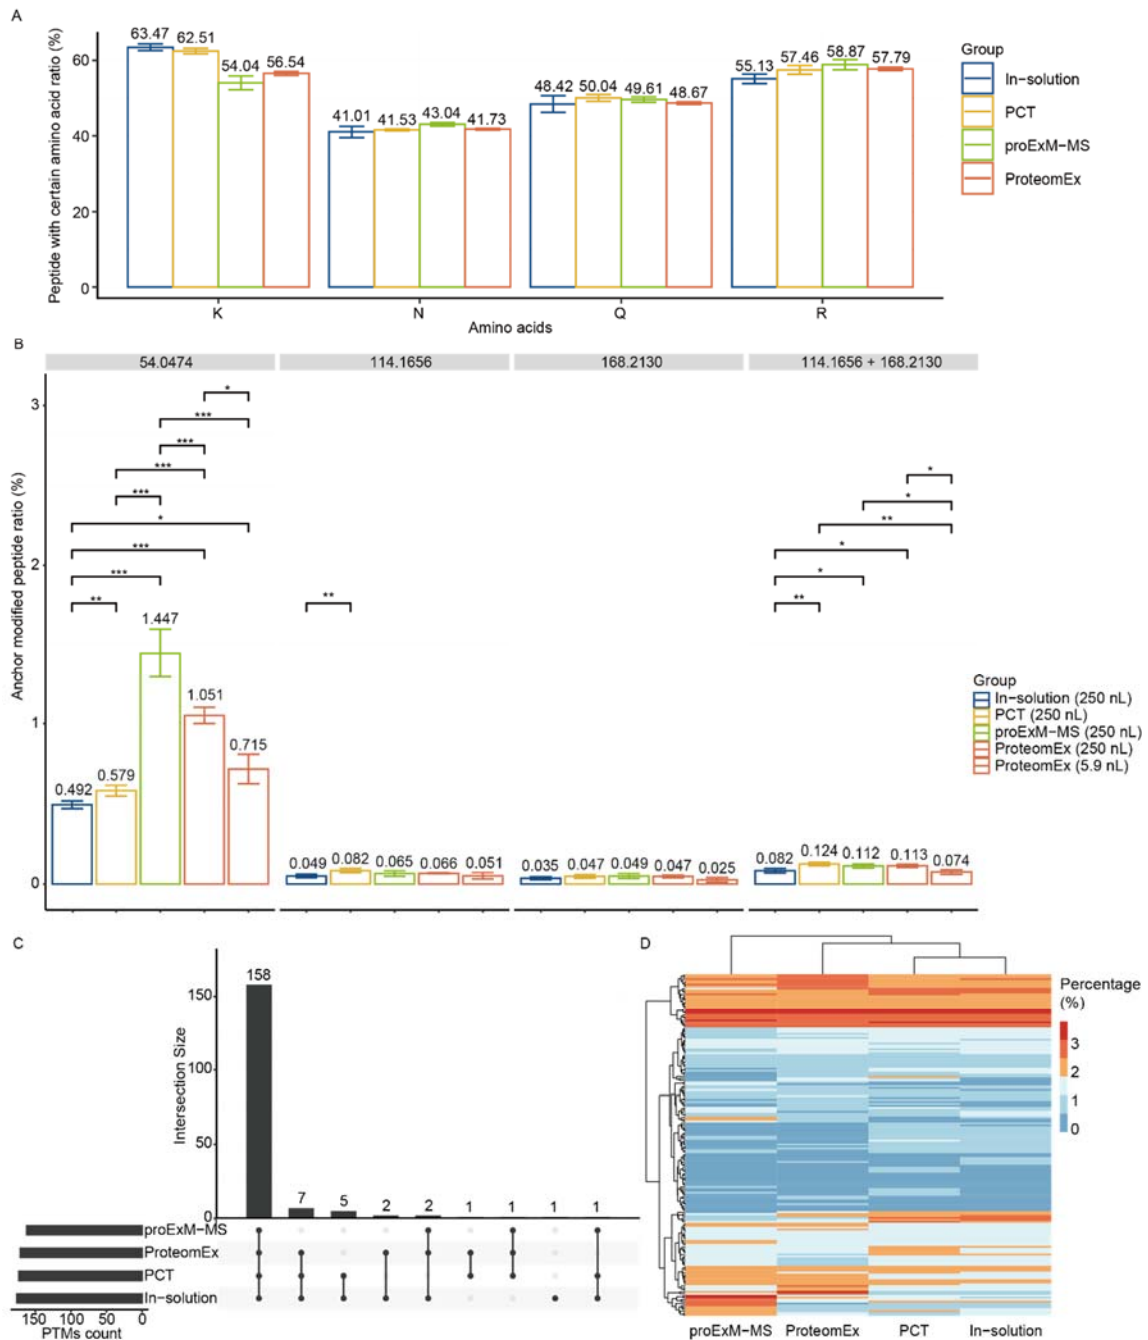 A
Peptide with certain amino acid ratio (%)
60
40
20
0
63.47
62.51
54.04
56.54
41.01
41.53
43.04
41.73
48.42
50.04
49.61
48.67
55.13
57.46
58.87
57.79
K
N
Q
R
Amino acids
Group
In-solution
PCT
proExM-MS
ProteomEx
B
54.0474
114.1656
168.2130
114.1656 + 168.2130
Anchor modified peptide ratio (%)
3
2
1
0
*
***
***
***
***
*
***
***
**
**
*
*
**
*
*
**
0.492
0.579
1.447
1.051
0.715
0.049
0.082
0.065
0.066
0.051
0.035
0.047
0.049
0.047
0.025
0.082
0.124
0.112
0.113
0.074
Group
In-solution (250 nL)
PCT (250 nL)
proExM-MS (250 nL)
ProteomEx (250 nL)
ProteomEx (5.9 nL)
C
Intersection Size
150
100
50
0
158
7
5
2
2
1
1
1
1
proExM-MS
ProteomEx
PCT
In-solution
150 100 50 0
PTMs count
D
Percentage
(%)
3
2
1
0
proExM-MS
ProteomEx
PCT
In-solution